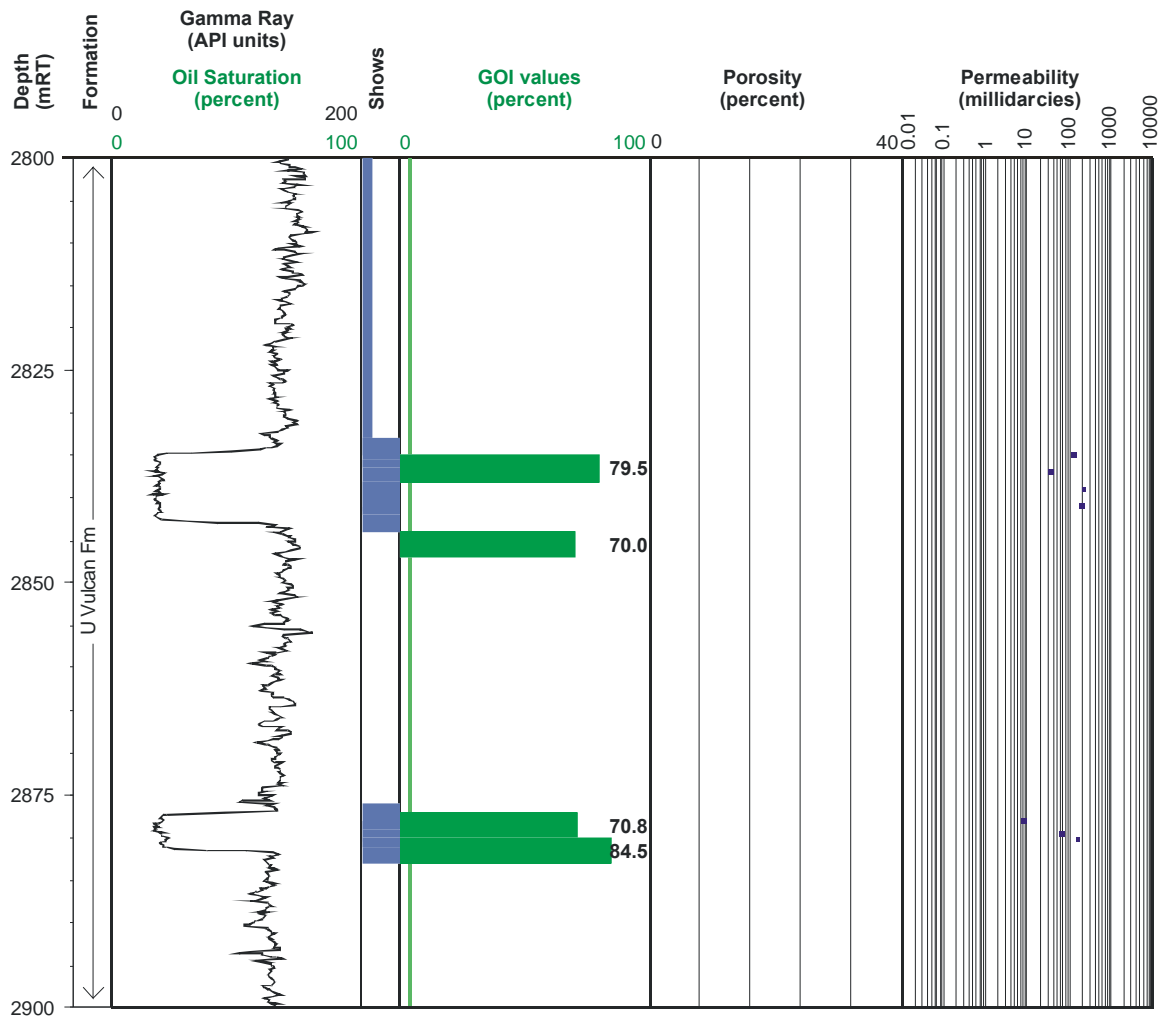 Depth
(mRT)
Formation
Gamma Ray
(API units)
Oil Saturation
(percent)
0
200
0
100
Shows
GOI values
(percent)
0
100
Porosity
(percent)
0
40
Permeability
(millidarcies)
0.01
0.1
1
10
100
1000
10000
2800
2825
2850
2875
2900
U Vulcan Fm
79.5
70.0
70.8
84.5